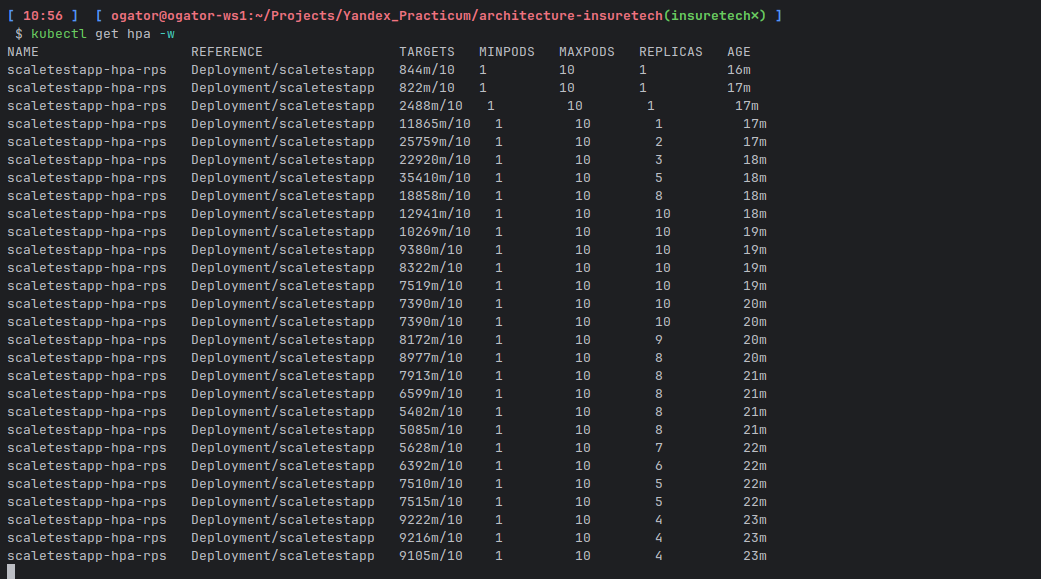 [ 10:56 ]  [ ogator@ogator-ws1:~/Projects/Yandex_Practicum/architecture-insuretech(insuretech×) ]
$ kubectl get hpa -w
NAME                   REFERENCE                 TARGETS   MINPODS   MAXPODS   REPLICAS   AGE
scaletestapp-hpa-rps   Deployment/scaletestapp   844m/10   1         10        1          16m
scaletestapp-hpa-rps   Deployment/scaletestapp   822m/10   1         10        1          17m
scaletestapp-hpa-rps   Deployment/scaletestapp   2488m/10   1         10        1          17m
scaletestapp-hpa-rps   Deployment/scaletestapp   11865m/10   1         10        1          17m
scaletestapp-hpa-rps   Deployment/scaletestapp   25759m/10   1         10        2          17m
scaletestapp-hpa-rps   Deployment/scaletestapp   22920m/10   1         10        3          18m
scaletestapp-hpa-rps   Deployment/scaletestapp   35410m/10   1         10        5          18m
scaletestapp-hpa-rps   Deployment/scaletestapp   18858m/10   1         10        8          18m
scaletestapp-hpa-rps   Deployment/scaletestapp   12941m/10   1         10        10         18m
scaletestapp-hpa-rps   Deployment/scaletestapp   10269m/10   1         10        10         19m
scaletestapp-hpa-rps   Deployment/scaletestapp   9380m/10    1         10        10         19m
scaletestapp-hpa-rps   Deployment/scaletestapp   8322m/10    1         10        10         19m
scaletestapp-hpa-rps   Deployment/scaletestapp   7519m/10    1         10        10         19m
scaletestapp-hpa-rps   Deployment/scaletestapp   7390m/10    1         10        10         20m
scaletestapp-hpa-rps   Deployment/scaletestapp   7390m/10    1         10        10         20m
scaletestapp-hpa-rps   Deployment/scaletestapp   8172m/10    1         10        9          20m
scaletestapp-hpa-rps   Deployment/scaletestapp   8977m/10    1         10        8          20m
scaletestapp-hpa-rps   Deployment/scaletestapp   7913m/10    1         10        8          21m
scaletestapp-hpa-rps   Deployment/scaletestapp   6599m/10    1         10        8          21m
scaletestapp-hpa-rps   Deployment/scaletestapp   5402m/10    1         10        8          21m
scaletestapp-hpa-rps   Deployment/scaletestapp   5085m/10    1         10        8          21m
scaletestapp-hpa-rps   Deployment/scaletestapp   5628m/10    1         10        7          22m
scaletestapp-hpa-rps   Deployment/scaletestapp   6392m/10    1         10        6          22m
scaletestapp-hpa-rps   Deployment/scaletestapp   7510m/10    1         10        5          22m
scaletestapp-hpa-rps   Deployment/scaletestapp   7515m/10    1         10        5          22m
scaletestapp-hpa-rps   Deployment/scaletestapp   9222m/10    1         10        4          23m
scaletestapp-hpa-rps   Deployment/scaletestapp   9216m/10    1         10        4          23m
scaletestapp-hpa-rps   Deployment/scaletestapp   9105m/10    1         10        4          23m